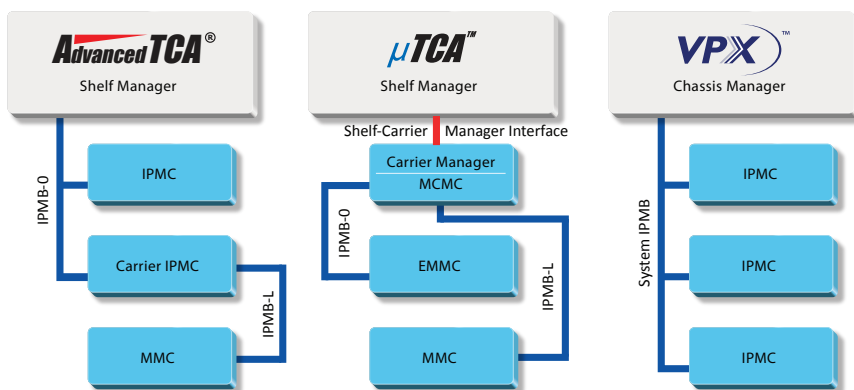 AdvancedTCA®
Shelf Manager
IPMB-0
IPMC
Carrier IPMC
IPMB-L
MMC
μTCA™
Shelf Manager
Shelf-Carrier Manager Interface
Carrier Manager
MCMC
IPMB-0
EMMC
IPMB-L
MMC
VPX™
Chassis Manager
System IPMB
IPMC
IPMC
IPMC